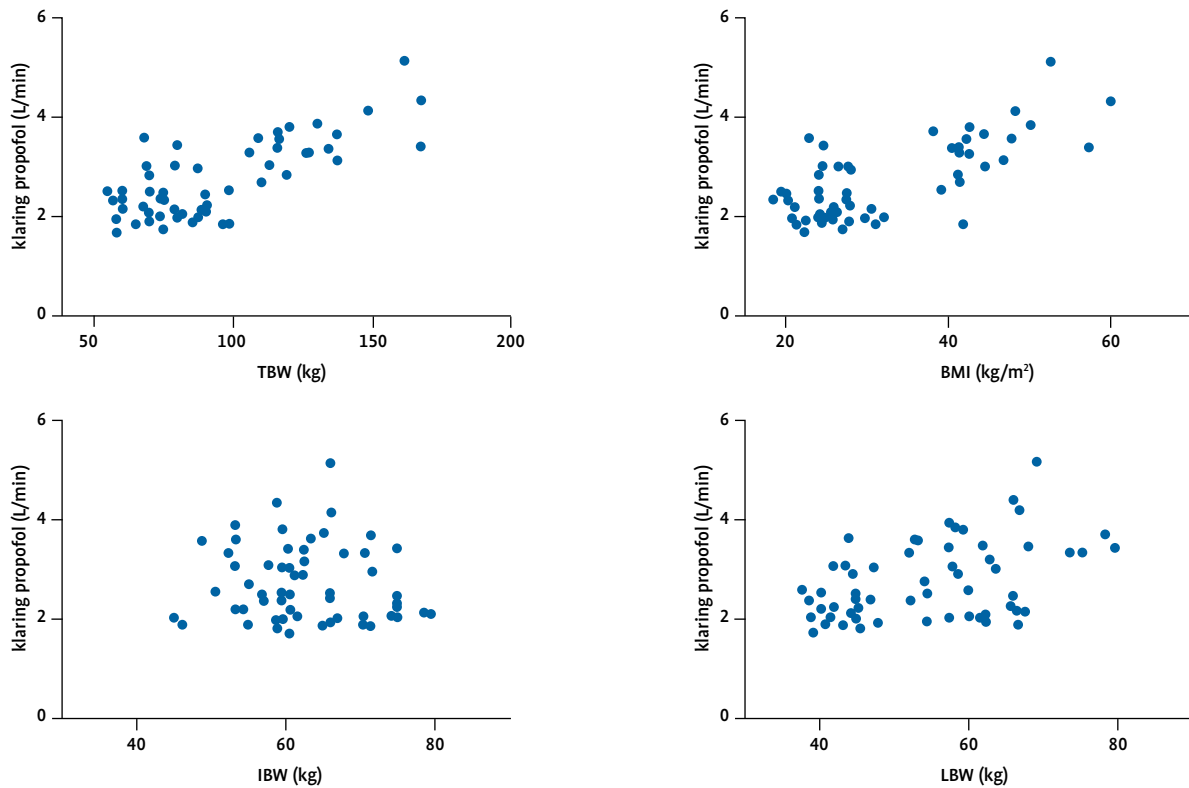 6
4
2
0
klaring propofol (L/min)
50 100 150 200
TBW (kg)
6
4
2
0
klaring propofol (L/min)
20 40 60
BMI (kg/m²)
6
4
2
0
klaring propofol (L/min)
40 60 80
IBW (kg)
6
4
2
0
klaring propofol (L/min)
40 60 80
LBW (kg)